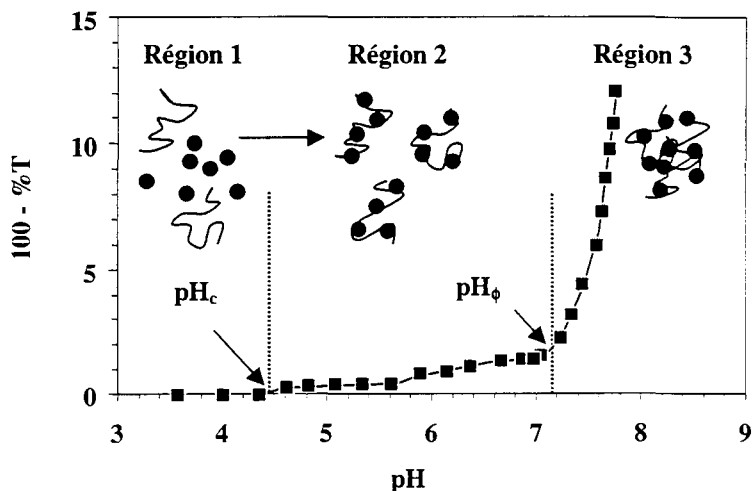 15
Région 1
Région 2
Région 3
10
100 - %T
5
pHc
pHϕ
0
3
4
5
6
7
8
9
pH